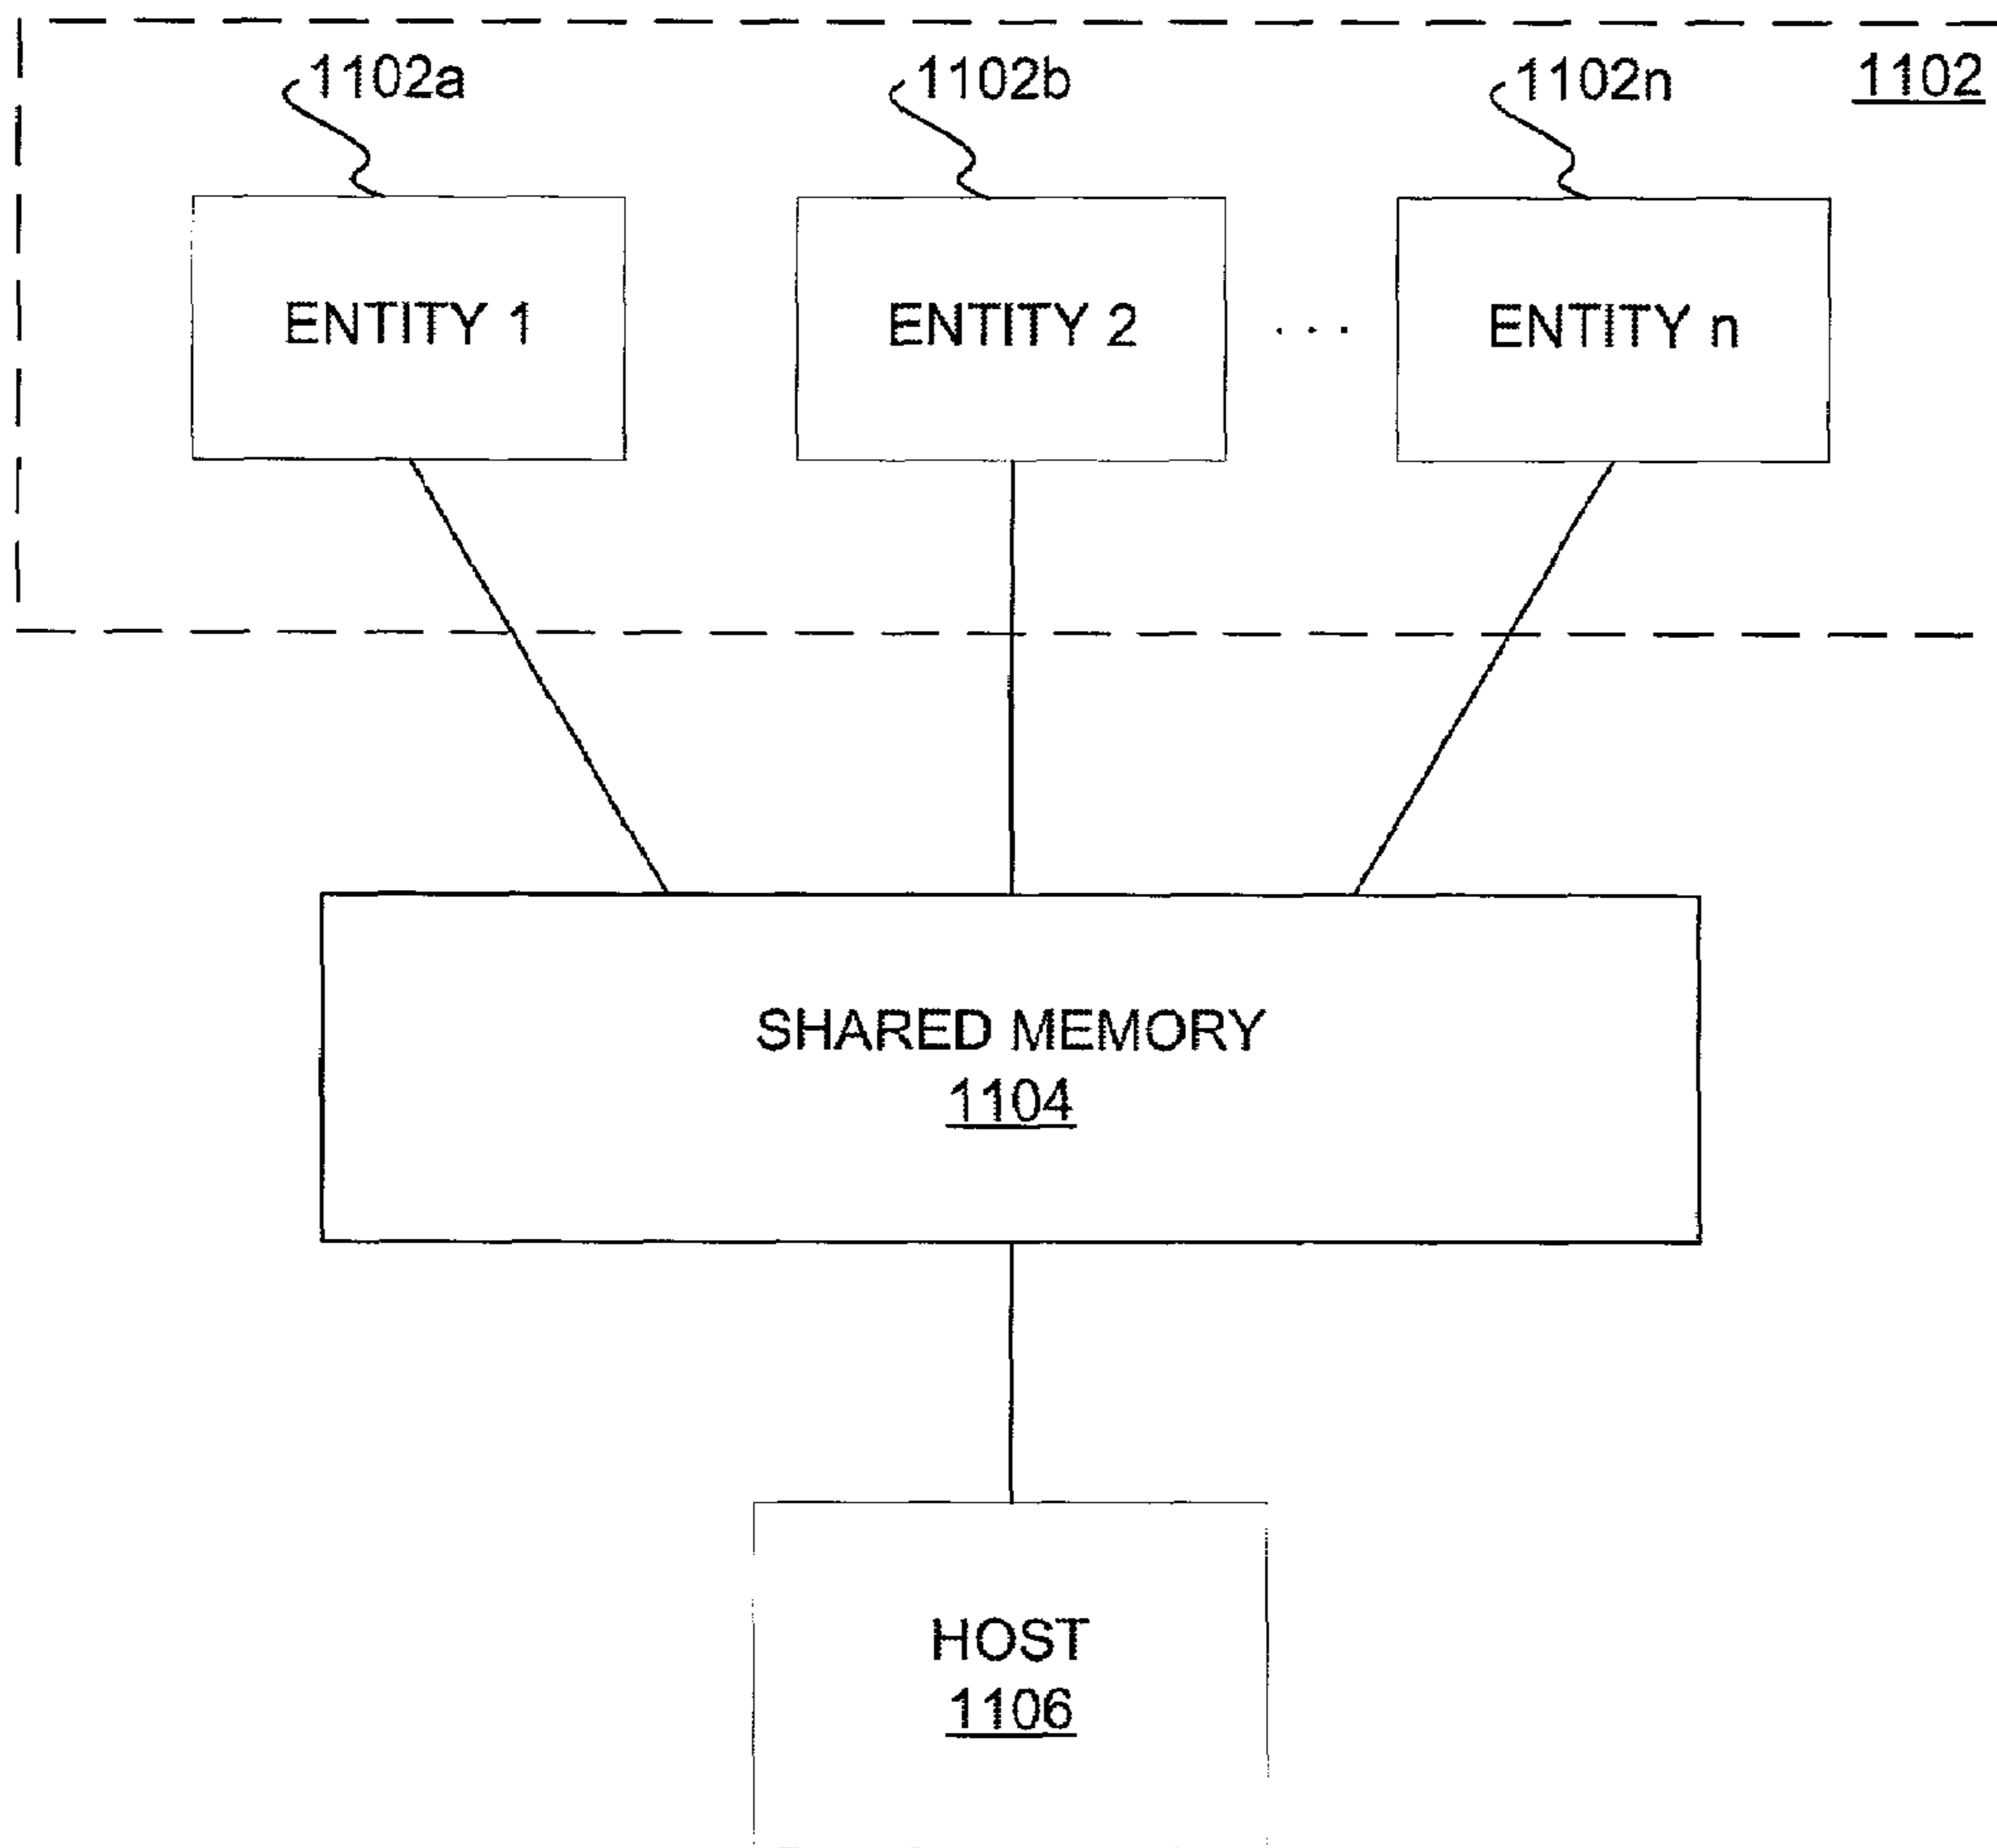 1102a 1102b 1102n 1102
ENTITY 1 ENTITY 2 ... ENTITY n
SHARED MEMORY
1104
HOST
1106